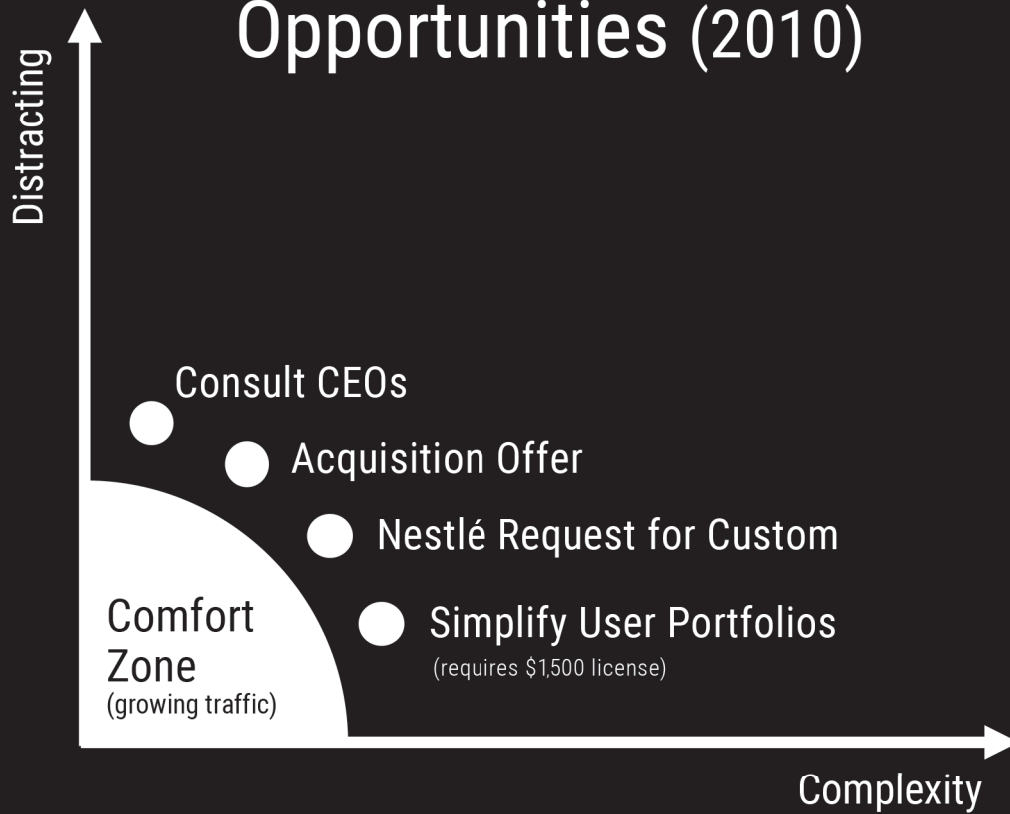 Opportunities (2010)
Distracting
Consult CEOs
Acquisition Offer
Nestlé Request for Custom
Simplify User Portfolios
(requires $1,500 license)
Comfort
Zone
(growing traffic)
Complexity